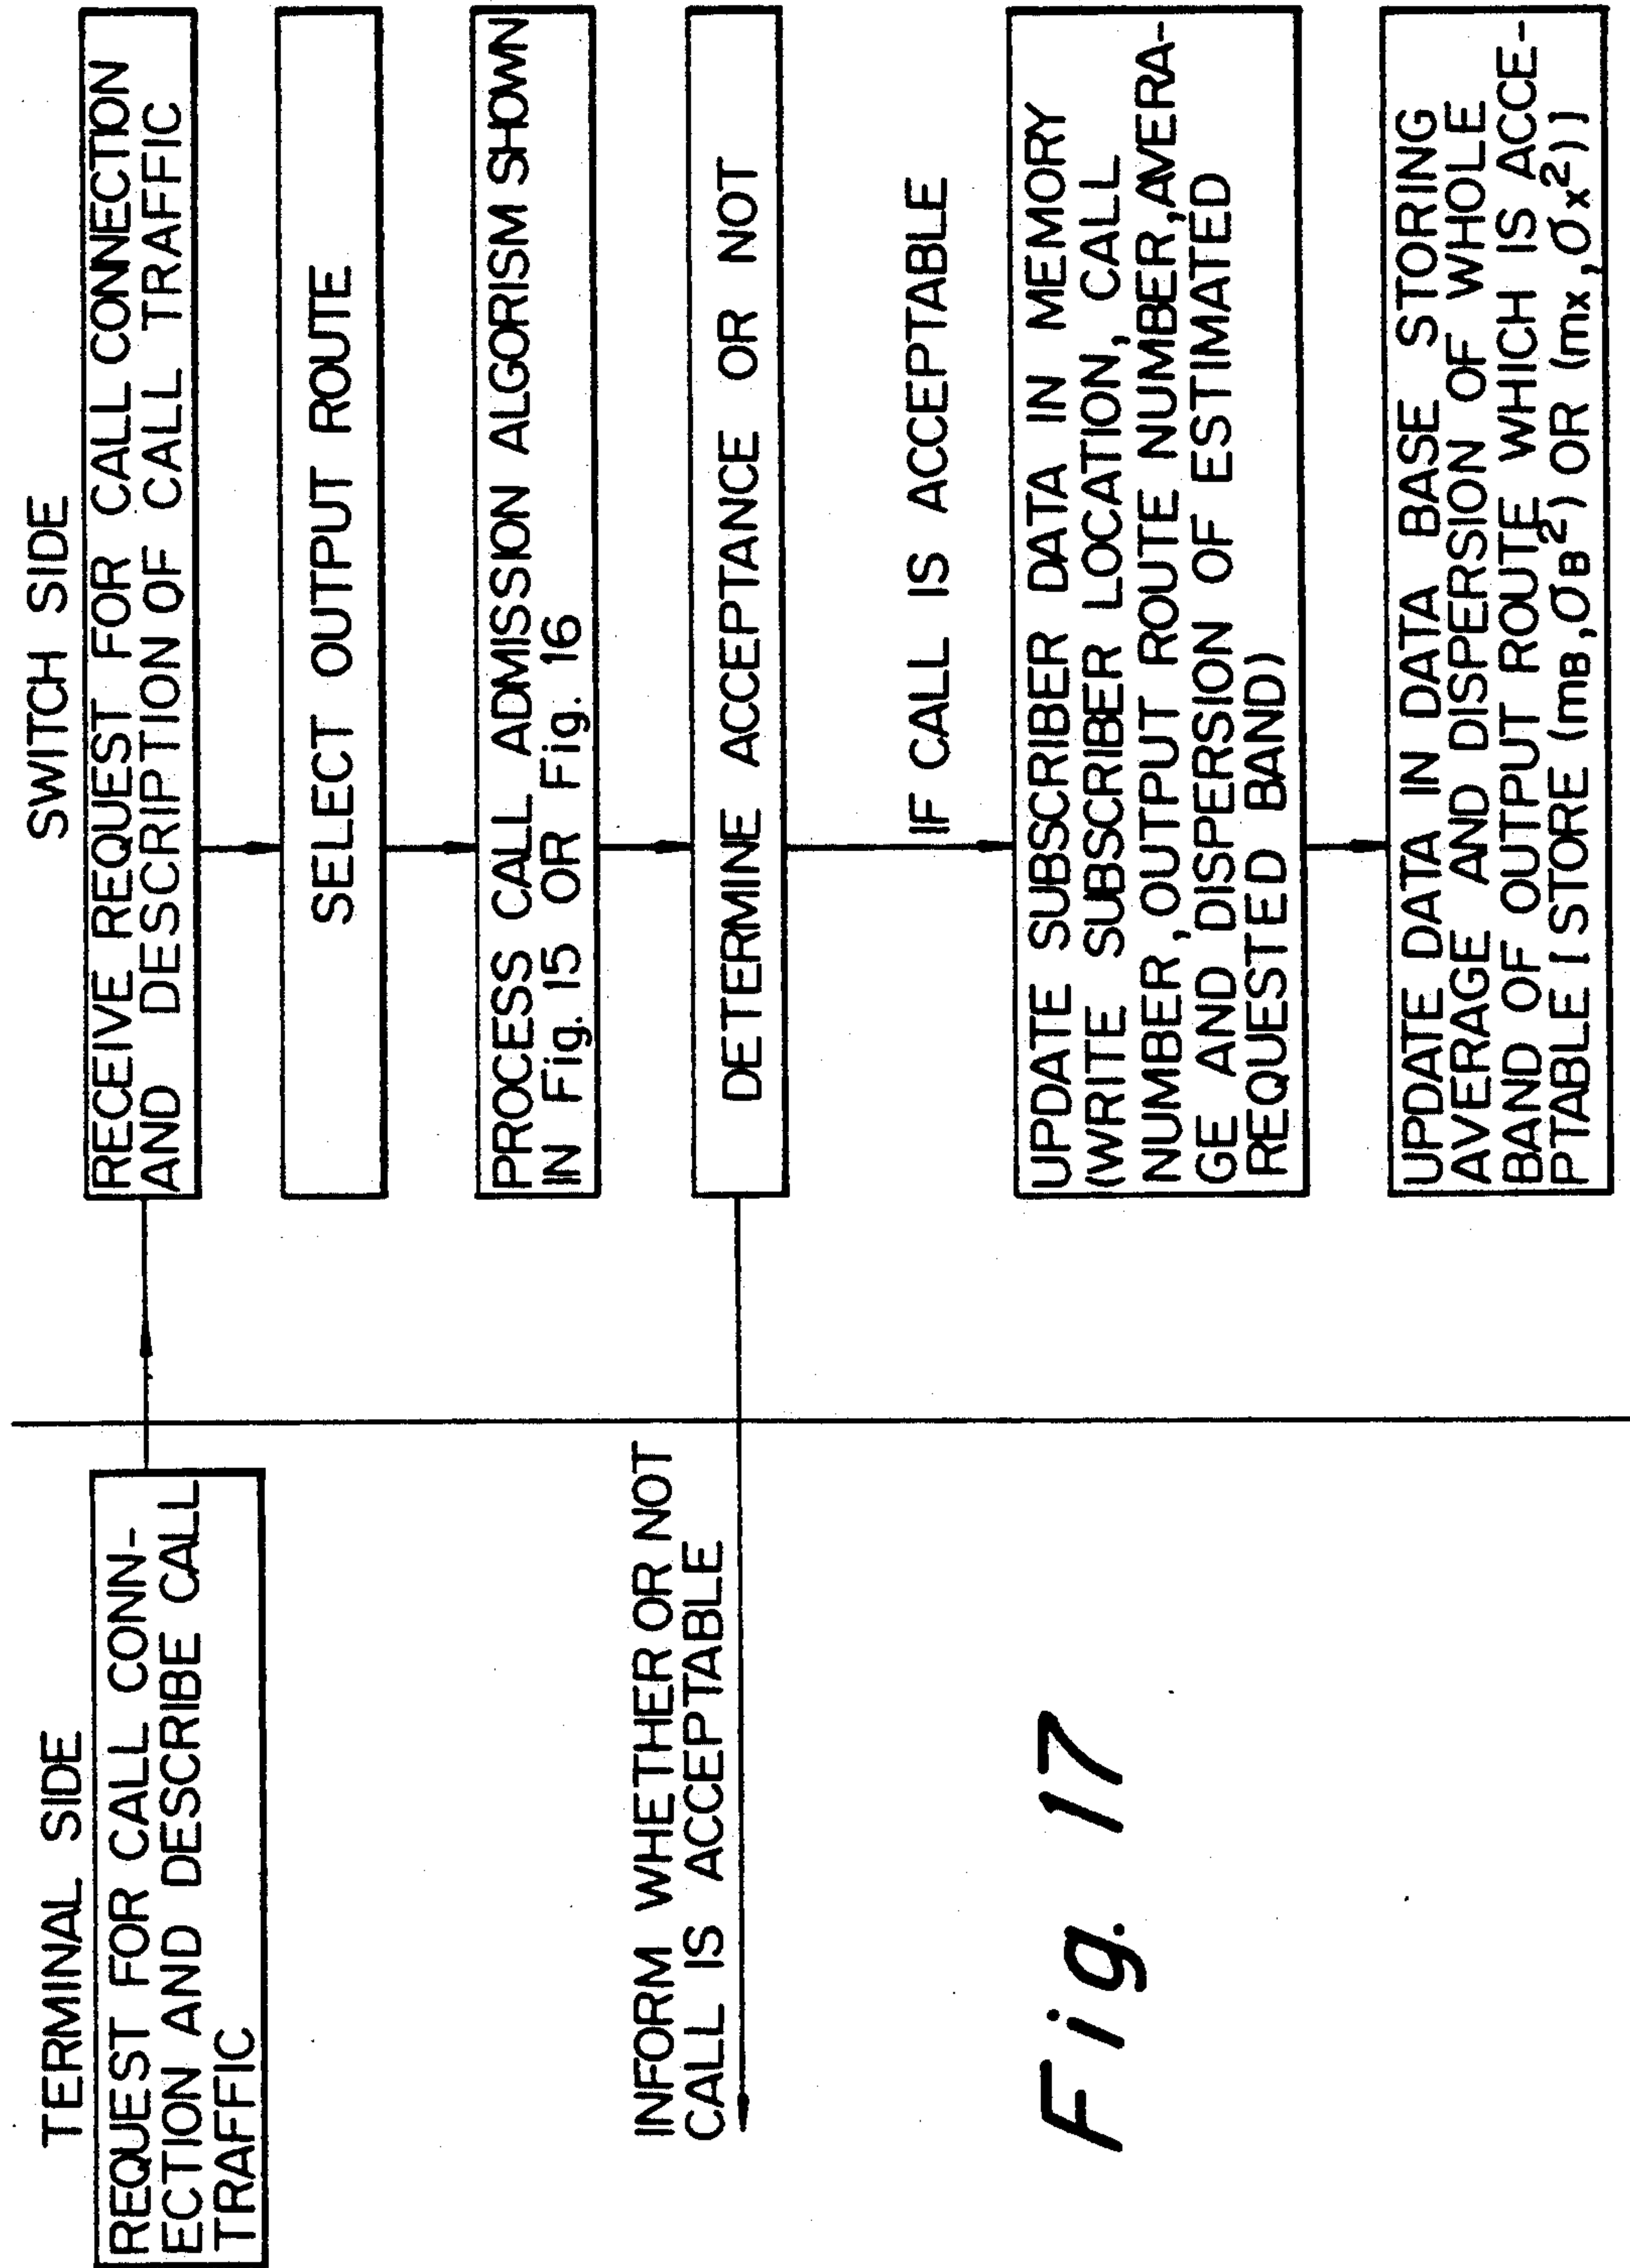 TERMINAL SIDE
REQUEST FOR CALL CONN-
ECTION AND DESCRIBE CALL
TRAFFIC
SWITCH SIDE
RECEIVE REQUEST FOR CALL CONNECTION
AND DESCRIPTION OF CALL TRAFFIC
SELECT OUTPUT ROUTE
PROCESS CALL ADMISSION ALGORISM SHOWN
IN Fig. 15 OR Fig. 16
DETERMINE ACCEPTANCE OR NOT
INFORM WHETHER OR NOT
CALL IS ACCEPTABLE
IF CALL IS ACCEPTABLE
UPDATE SUBSCRIBER DATA IN MEMORY
(WRITE SUBSCRIBER LOCATION, CALL
NUMBER, OUTPUT ROUTE NUMBER, AVERA-
GE AND DISPERSION OF ESTIMATED
REQUESTED BAND)
UPDATE DATA IN DATA BASE STORING
AVERAGE AND DISPERSION OF WHOLE
BAND OF OUTPUT ROUTE WHICH IS ACCE-
PTABLE [STORE (mB, σB²) OR (mx, σx²)]
Fig. 17